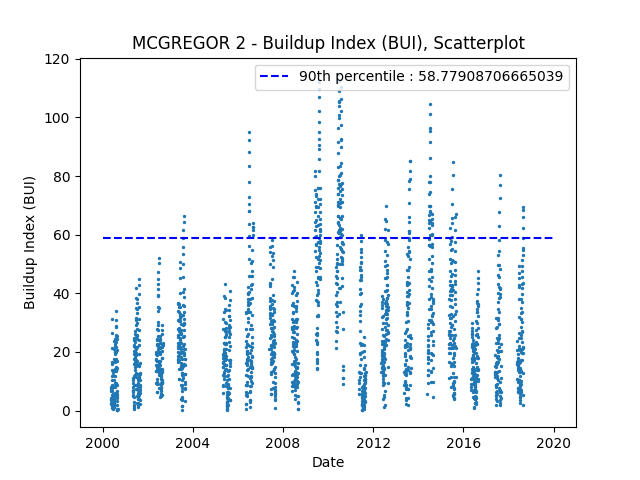 MCGREGOR 2 - Buildup Index (BUI), Scatterplot
90th percentile : 58.77908706665039
120
100
80
60
40
20
0
Buildup Index (BUI)
2000 2004 2008 2012 2016 2020
Date